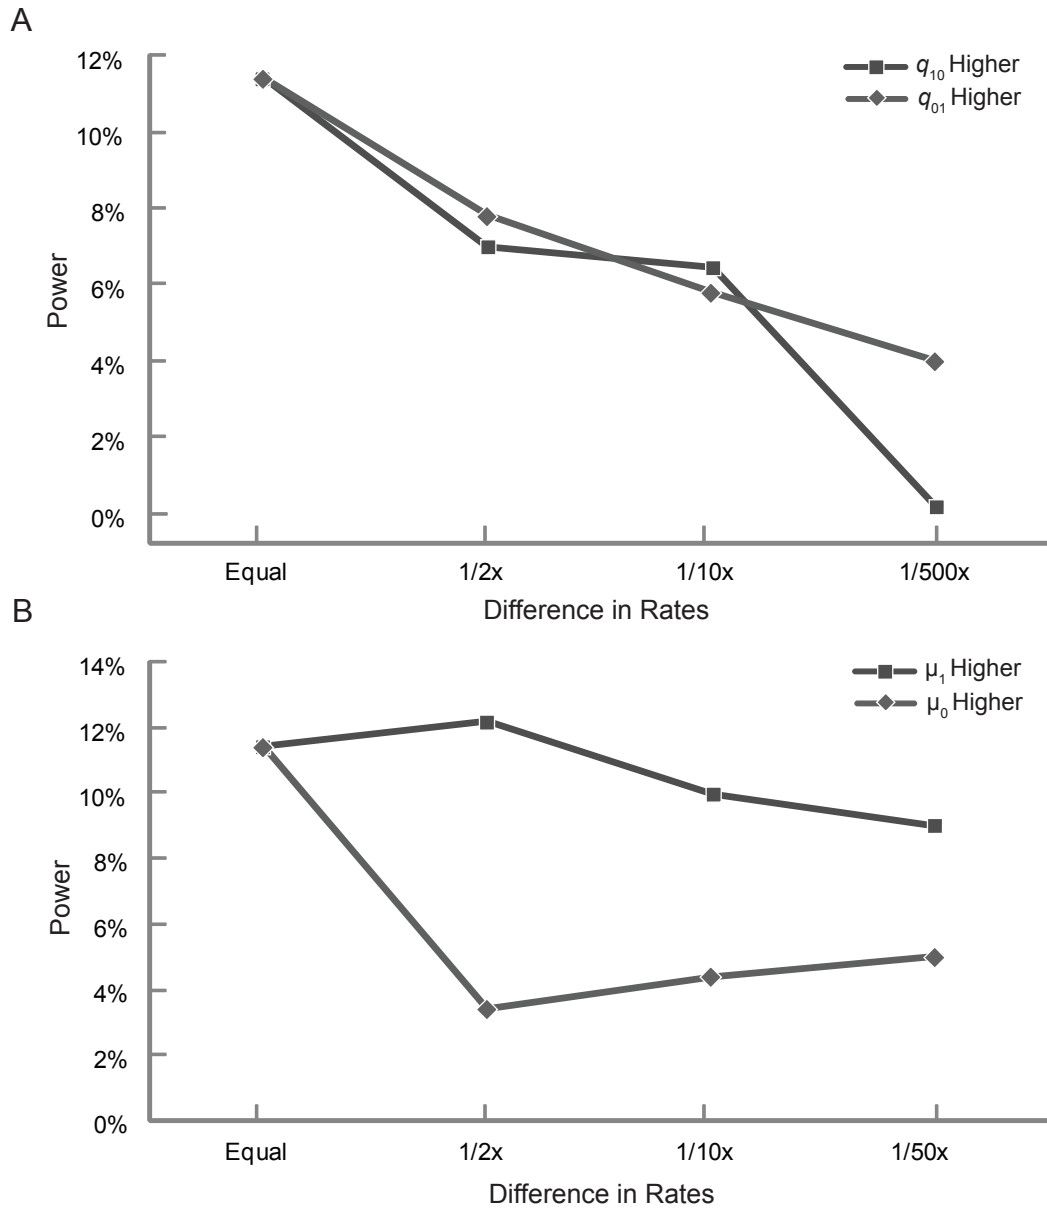 A
12%
10%
8%
6%
4%
2%
0%
Power
q10 Higher
q01 Higher
Equal 1/2x 1/10x 1/500x
Difference in Rates
B
14%
12%
10%
8%
6%
4%
2%
0%
Power
μ1 Higher
μ0 Higher
Equal 1/2x 1/10x 1/50x
Difference in Rates